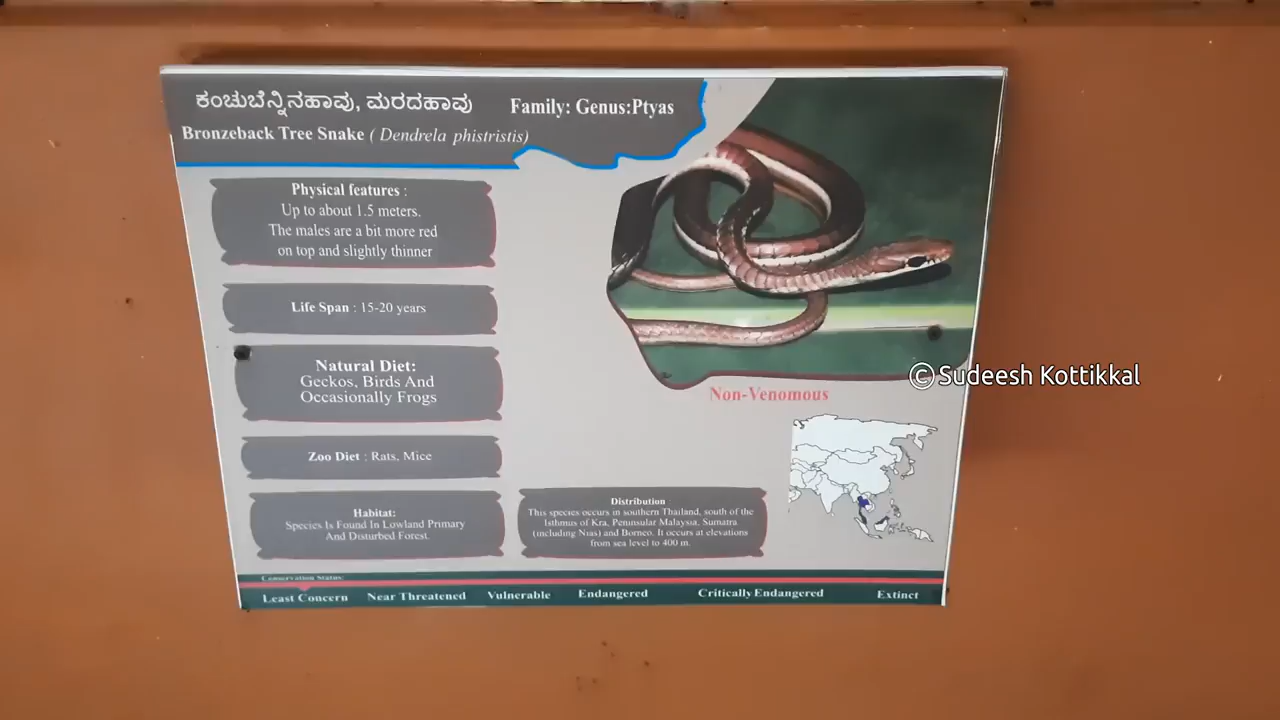 ಕಂಚುಬೆನ್ನಿನಹಾವು, ಮರದಹಾವು
Family: Genus:Ptyas
Bronzeback Tree Snake ( Dendrela phistristis)
Physical features :
Up to about 1.5 meters.
The males are a bit more red
on top and slightly thinner
Life Span : 15-20 years
Natural Diet:
Geckos, Birds And
Occasionally Frogs
Zoo Diet : Rats, Mice
Habitat:
Species Is Found In Lowland Primary
And Disturbed Forest.
Non-Venomous
© Sudeesh Kottikkal
Distribution
This species occurs in southern Thailand, south of the
Isthmus of Kra, Penunsular Malaysia, Sumatra
(including Nias) and Borneo. It occurs at elevations
from sea level to 400 m.
Conservation Status:
Least Concern Near Threatened Vulnerable Endangered Critically Endangered Extinct